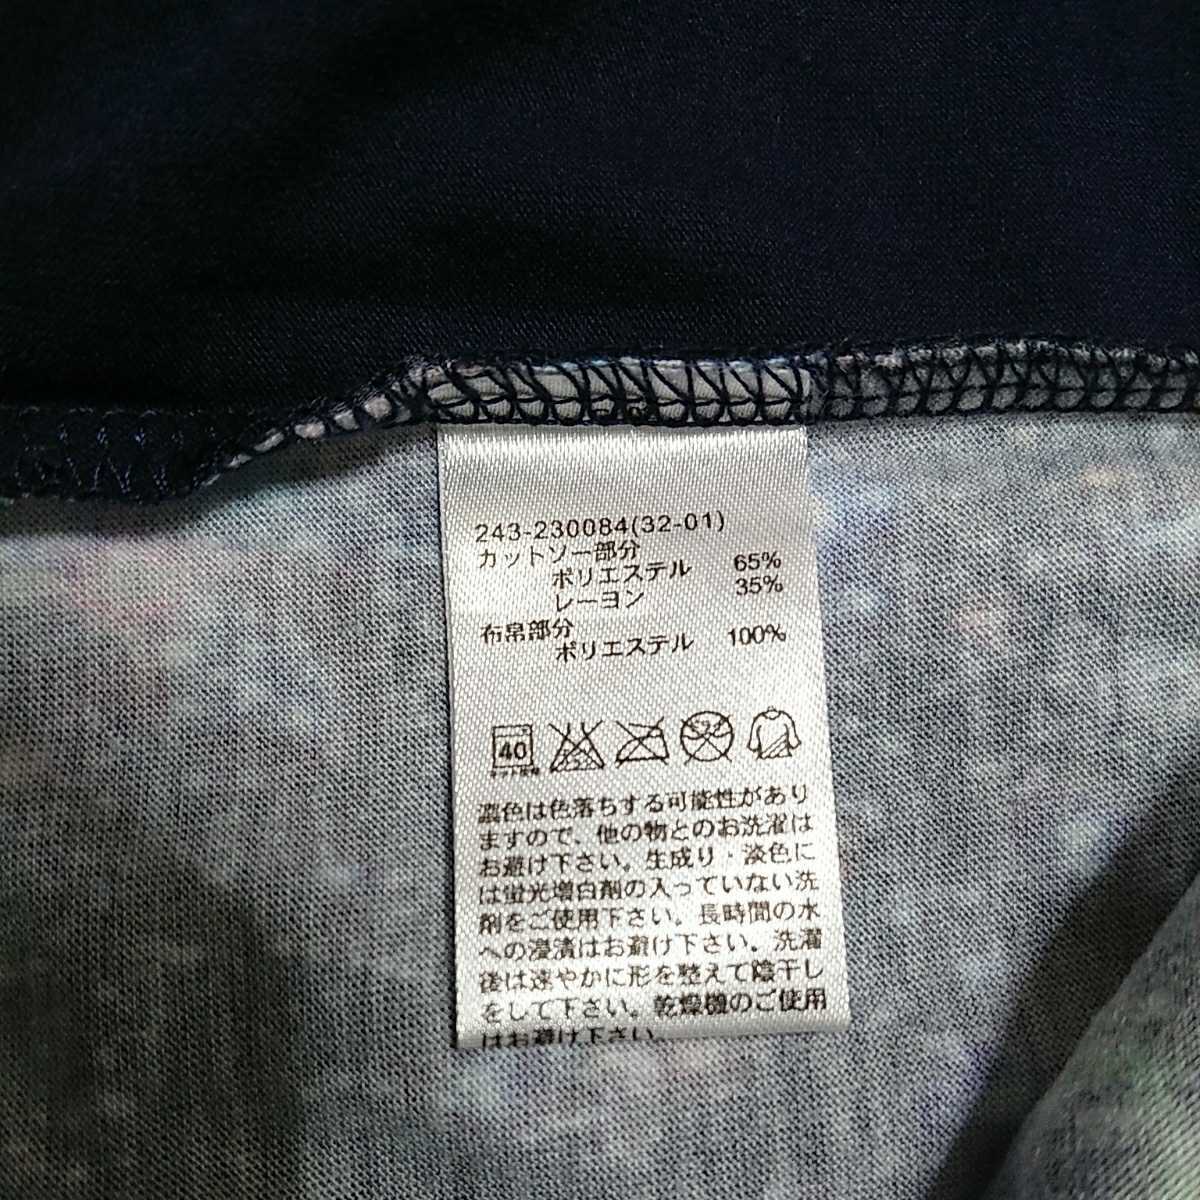 243-230084(32-01)
カットソー部分
ポリエステル 65%
レーヨン 35%
布帛部分
ポリエステル 100%
40
ネット使用
濃色は色落ちする可能性があり
ますので、他の物とのお洗濯は
お避け下さい。生成り・淡色に
は蛍光増白剤の入っていない洗
剤をご使用下さい。長時間の水
への浸漬はお避け下さい。洗濯
後は速やかに形を整えて陰干し
をして下さい。乾燥機のご使用
はお避け下さい。